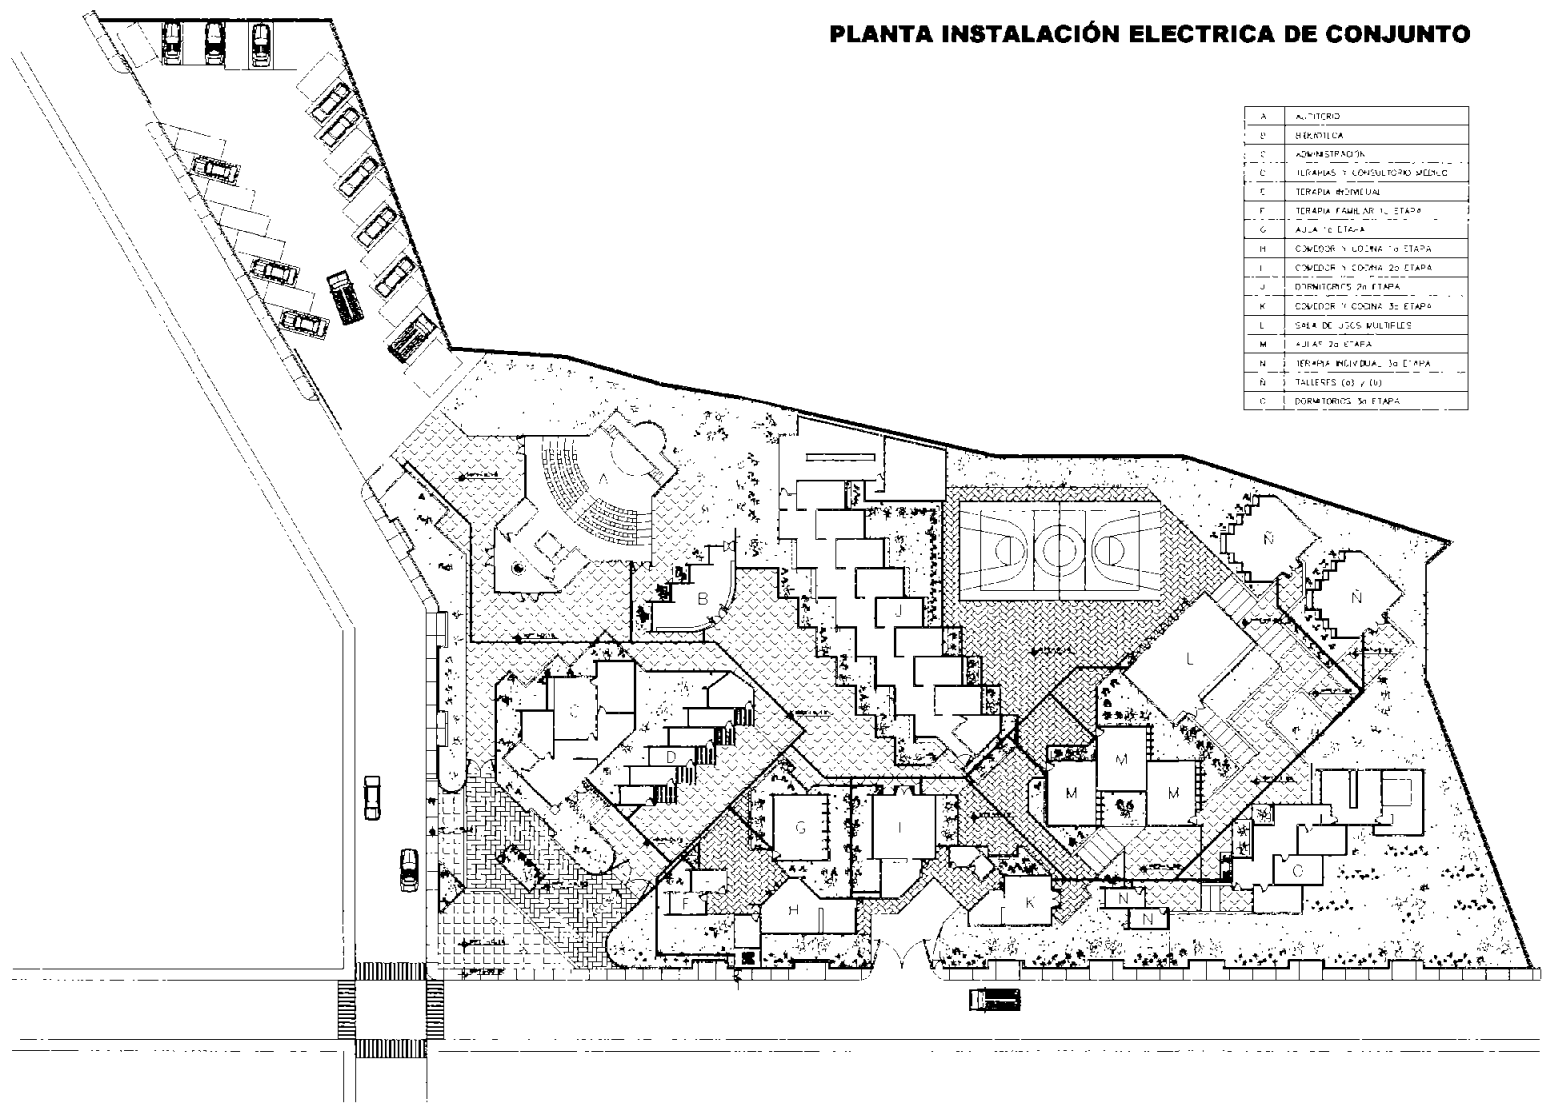 PLANTA INSTALACIÓN ELECTRICA DE CONJUNTO
A AUDITORIO
B BIBLIOTECA
C ADMINISTRACIÓN
D TERAPIAS Y CONSULTORIO MÉDICO
E TERAPIA INDIVIDUAL
F TERAPIA FAMILIAR 1a ETAPA
G AULA 1a ETAPA
H COMEDOR Y COCINA 1a ETAPA
I COMEDOR Y COCINA 2a ETAPA
J DORMITORIOS 2a ETAPA
K COMEDOR Y COCINA 3a ETAPA
L SALA DE USOS MULTIPLES
M AULAS 2a ETAPA
N TERAPIA INDIVIDUAL 3a ETAPA
Ñ TALLERES (a) y (b)
O DORMITORIOS 3a ETAPA
A
Ñ
Ñ
B
J
L
C
D
M
M
M
G
I
O
F
H
K
N
N